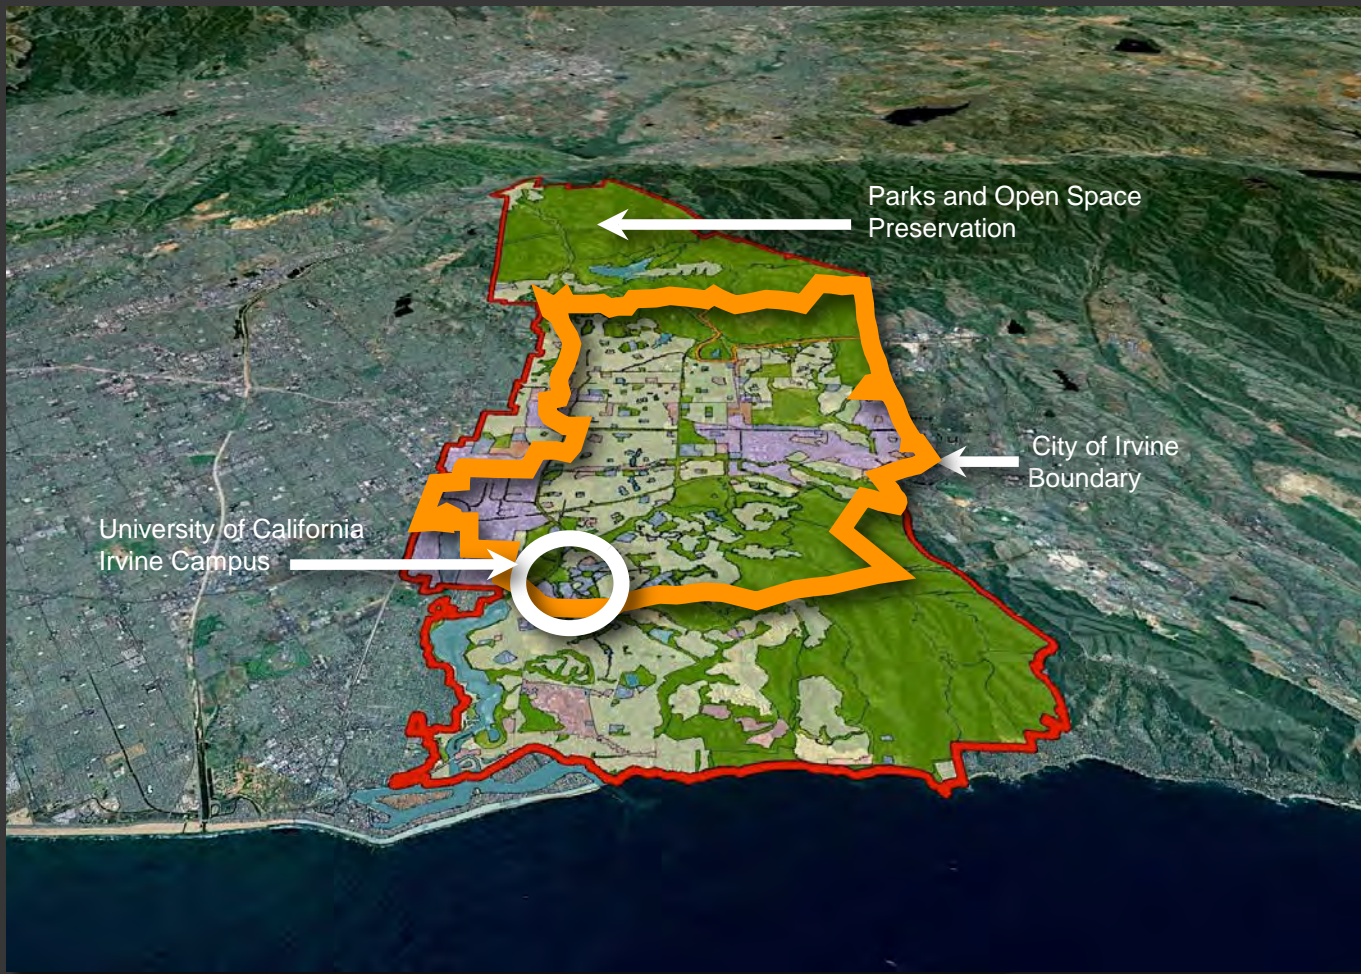 Parks and Open Space
Preservation
City of Irvine
Boundary
University of California
Irvine Campus